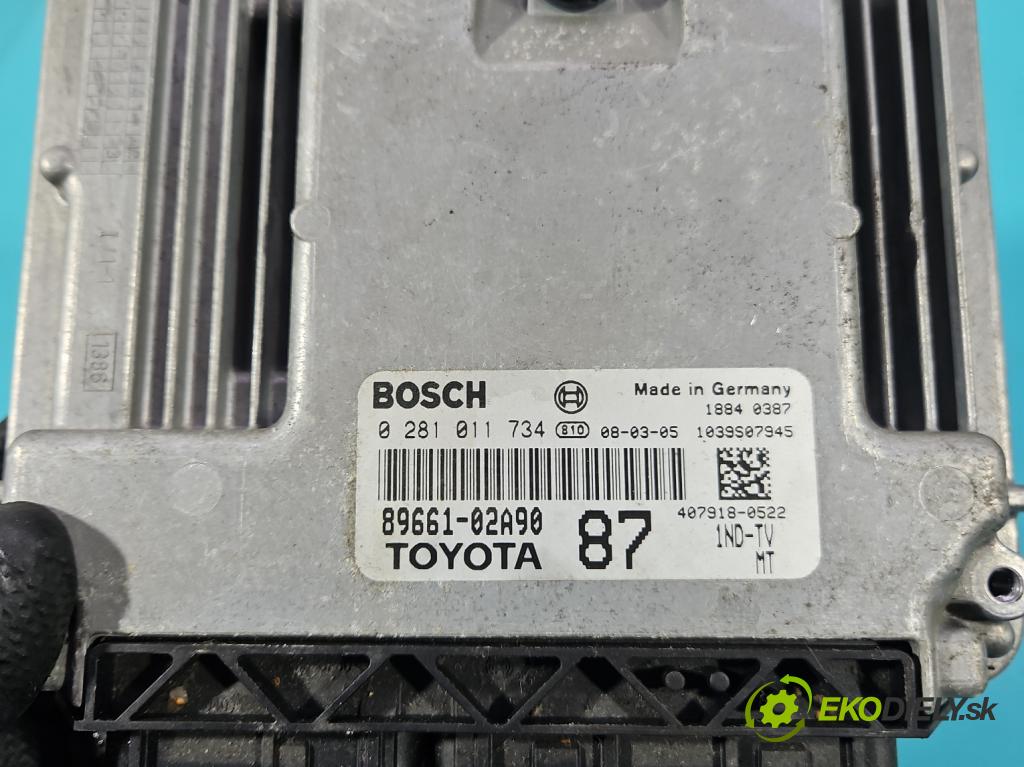 1386
BOSCH Made in Germany
1884 0387
0 281 011 734 810 08-03-05 1039S07945
89661-02A90 87 407918-0522
TOYOTA 1ND-TV
MT
EKODIELY.sk